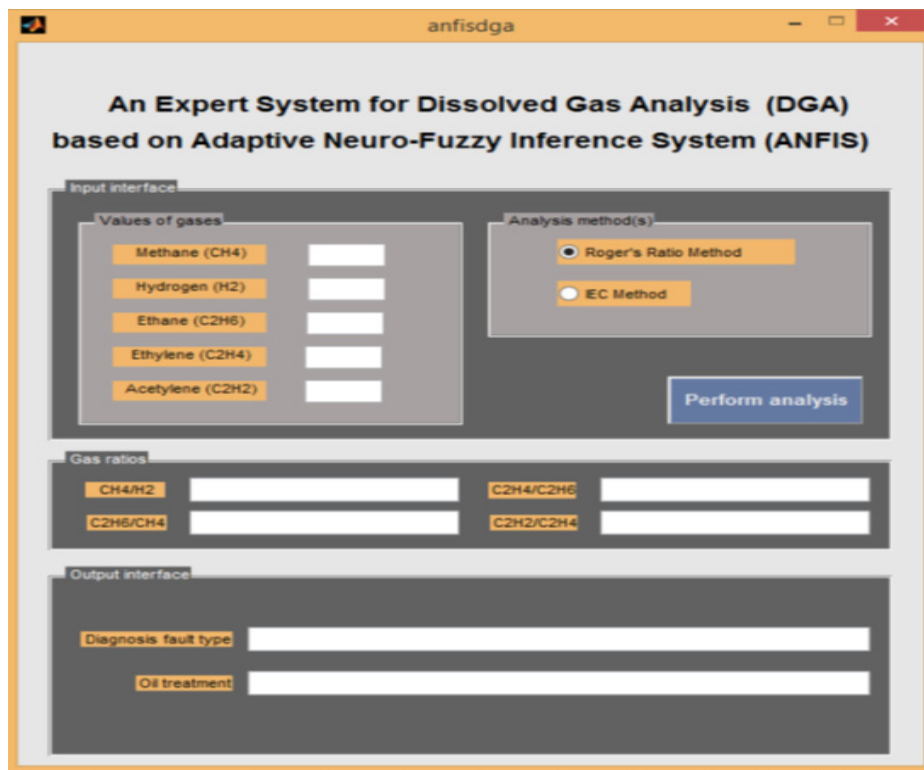 anfisdga
An Expert System for Dissolved Gas Analysis (DGA)
based on Adaptive Neuro-Fuzzy Inference System (ANFIS)
Input interface
Values of gases
Methane (CH4)
Hydrogen (H2)
Ethane (C2H6)
Ethylene (C2H4)
Acetylene (C2H2)
Analysis method(s)
Roger's Ratio Method
IEC Method
Perform analysis
Gas ratios
CH4/H2
C2H4/C2H6
C2H6/CH4
C2H2/C2H4
Output interface
Diagnosis fault type
Oil treatment